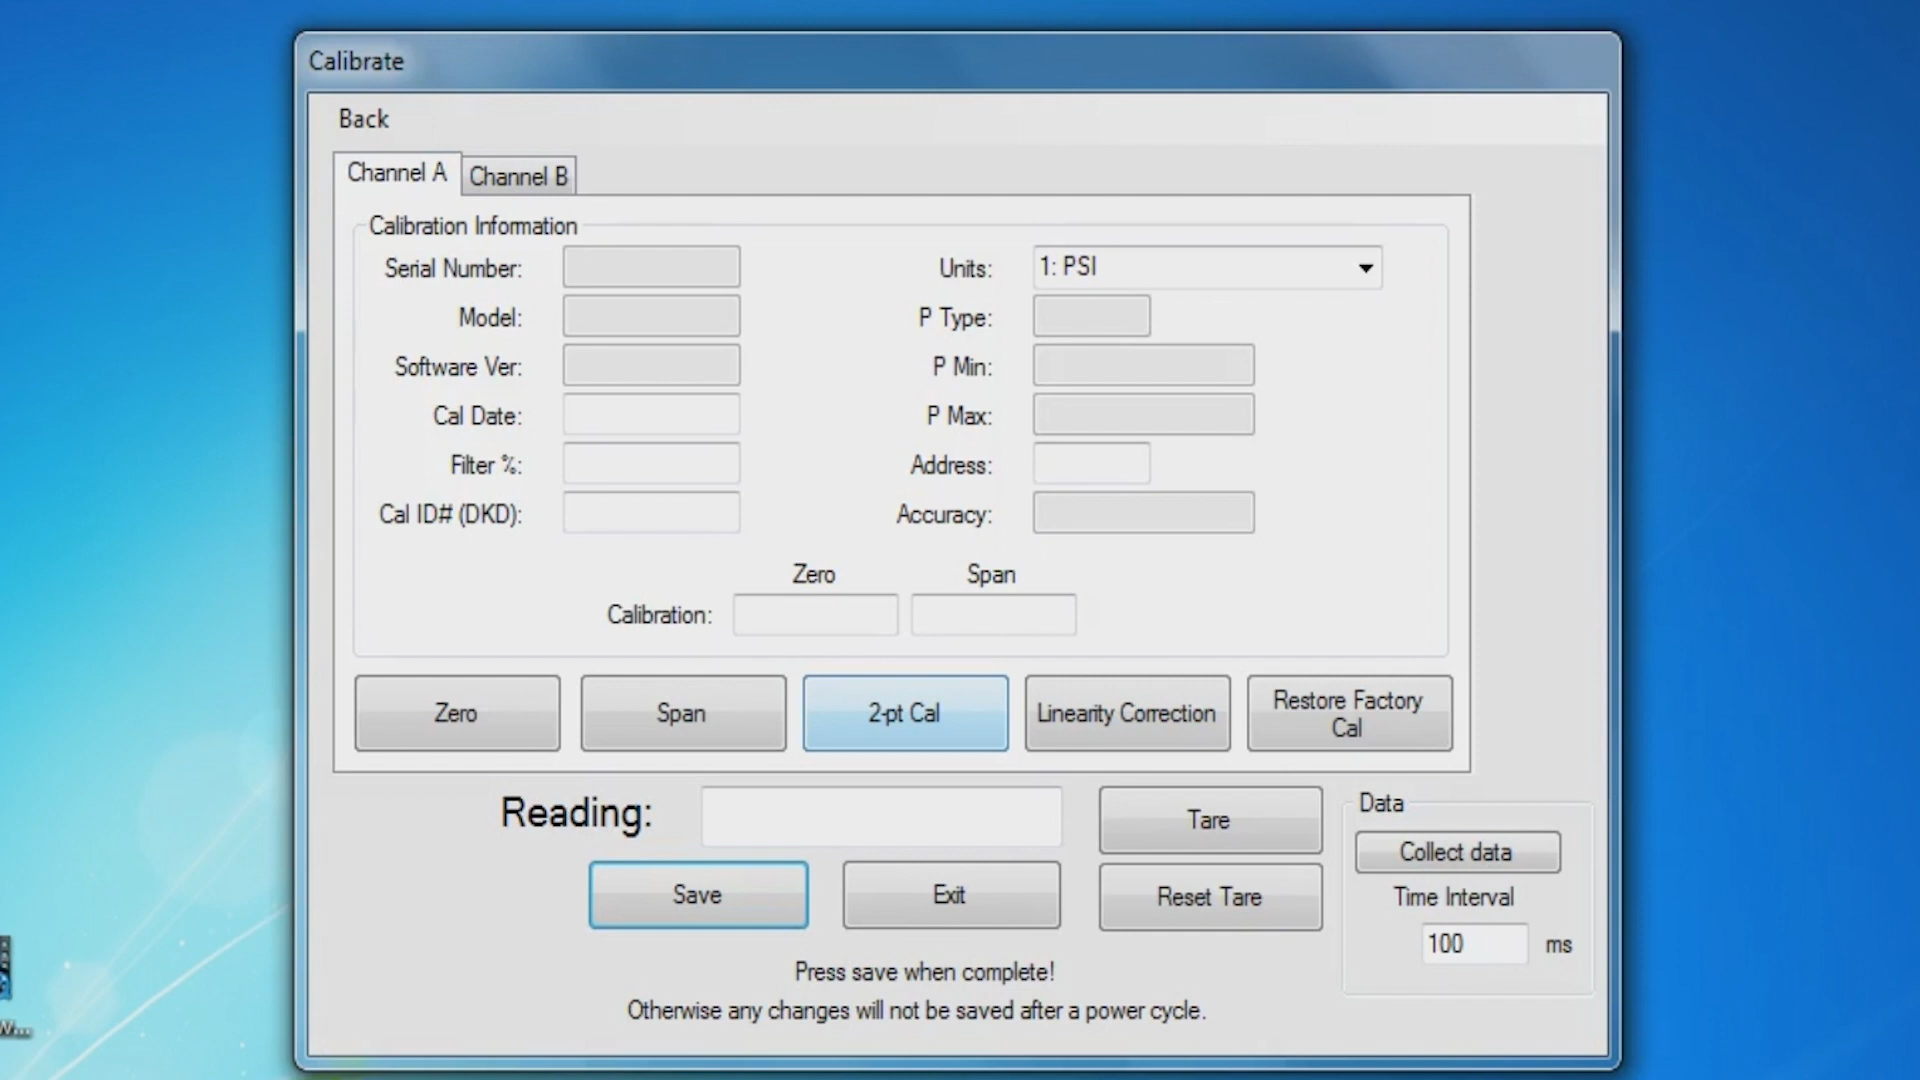 Calibrate
Back
Channel A
Channel B
Calibration Information
Serial Number:
Units: 1: PSI
Model:
P Type:
Software Ver:
P Min:
Cal Date:
P Max:
Filter %:
Address:
Cal ID# (DKD):
Accuracy:
Zero Span
Calibration:
Zero
Span
2-pt Cal
Linearity Correction
Restore Factory
Cal
Reading:
Tare
Data
Collect data
Save
Exit
Reset Tare
Time Interval
100 ms
Press save when complete!
Otherwise any changes will not be saved after a power cycle.